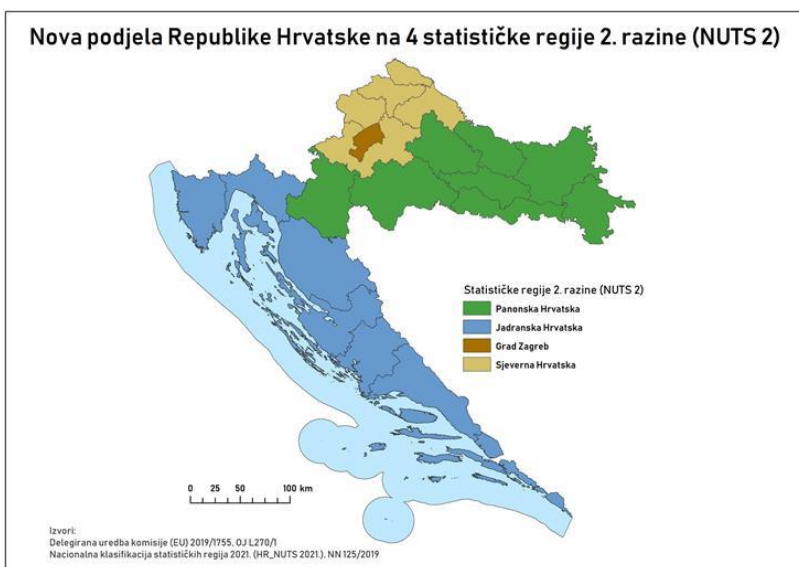 Nova podjela Republike Hrvatske na 4 statističke regije 2. razine (NUTS 2)
Statističke regije 2. razine (NUTS 2)
Panonska Hrvatska
Jadranska Hrvatska
Grad Zagreb
Sjeverna Hrvatska
0 25 50 100 km
Izvori:
Delegirana uredba komisije (EU) 2019/1755, OJ L270/1
Nacionalna klasifikacija statističkih regija 2021. (HR_NUTS 2021.), NN 125/2019